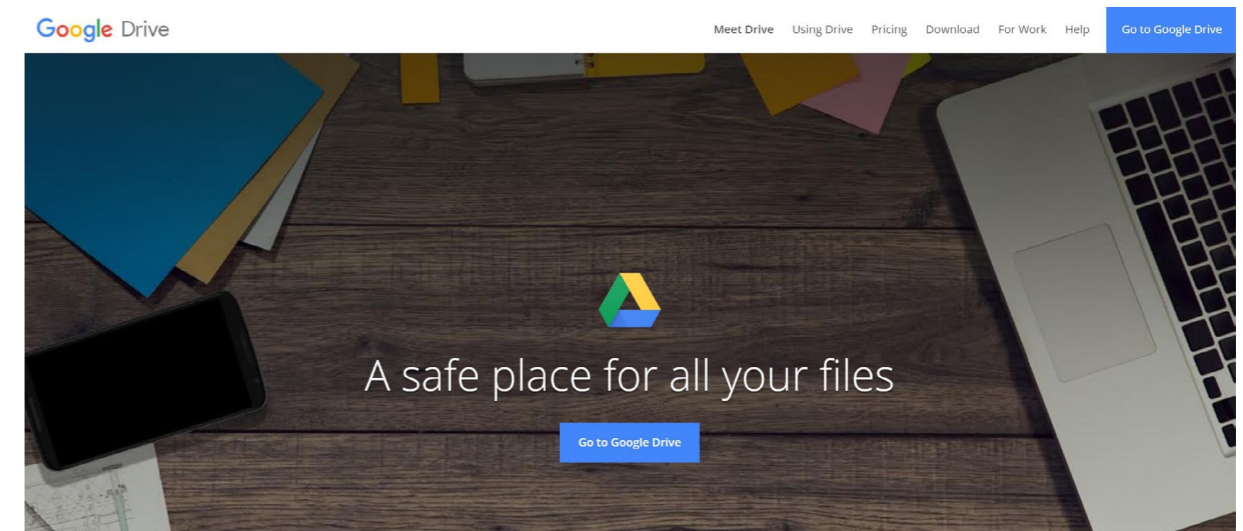 Google Drive
Meet Drive Using Drive Pricing Download For Work Help Go to Google Drive
A safe place for all your files
Go to Google Drive